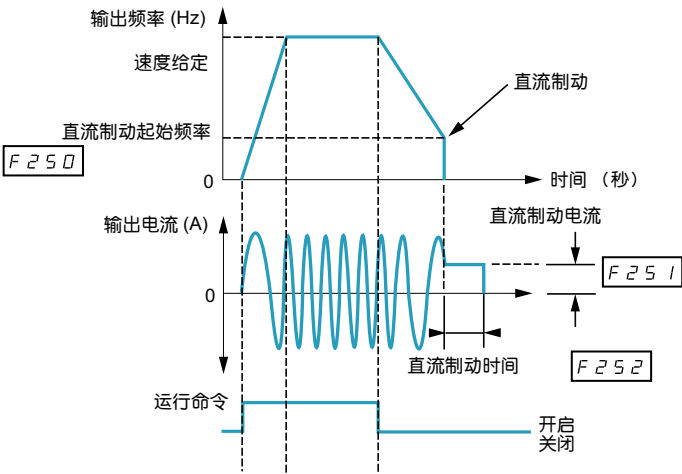 输出频率 (Hz)
速度给定
直流制动
直流制动起始频率
F250
0
时间 （秒）
输出电流 (A)
直流制动电流
F251
0
直流制动时间
F252
运行命令
开启
关闭